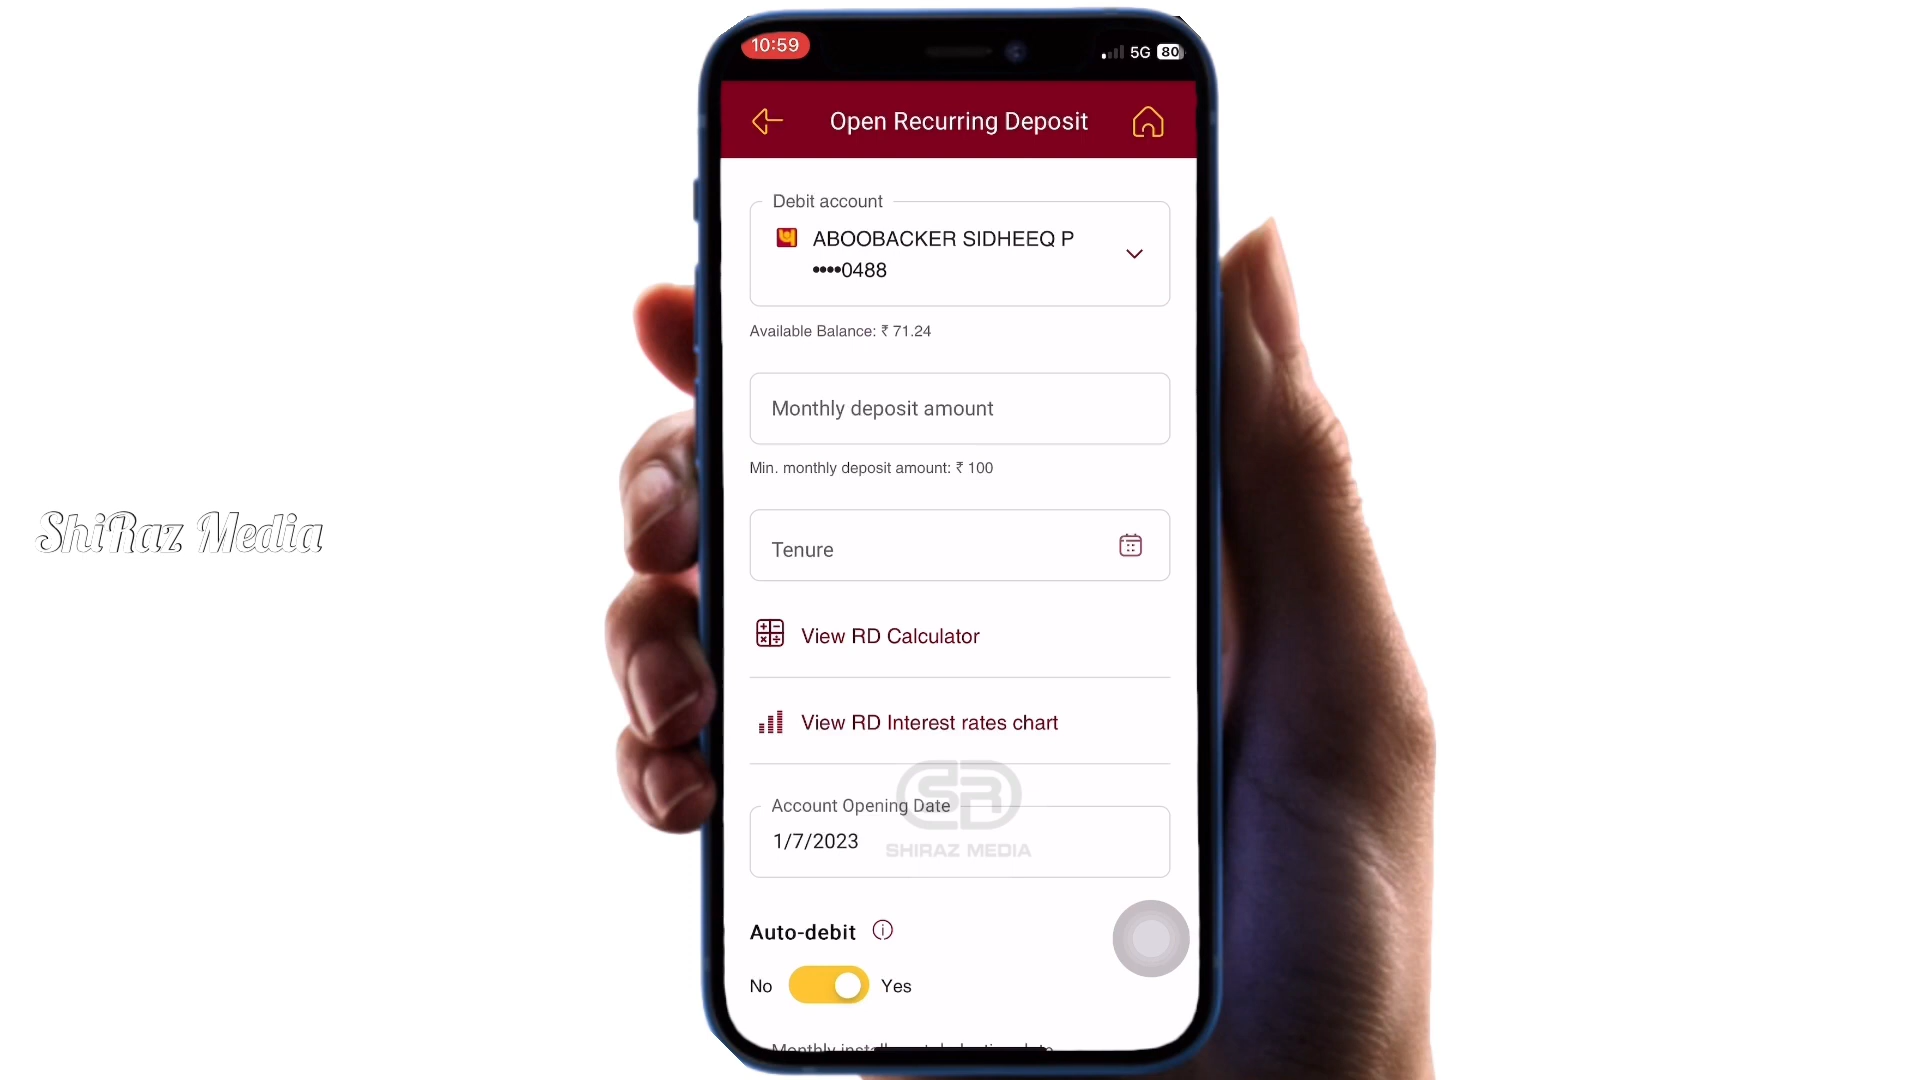 10:59
5G 80
Open Recurring Deposit
Debit account
ABOOBACKER SIDHEEQ P
••••0488
Available Balance: ₹ 71.24
Monthly deposit amount
Min. monthly deposit amount: ₹ 100
Tenure
ShiRaz Media
View RD Calculator
View RD Interest rates chart
SR
Account Opening Date
1/7/2023
SHIRAZ MEDIA
Auto-debit
No Yes
Monthly